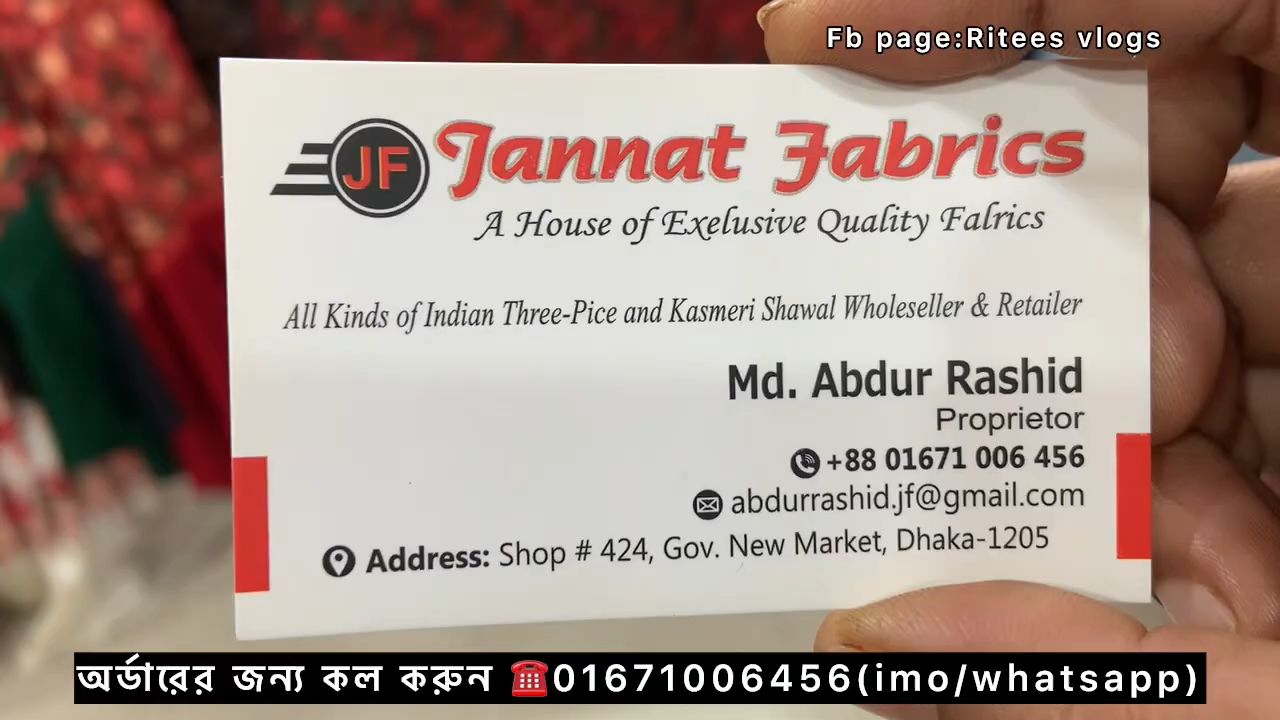 Fb page:Ritees vlogs
JF Jannat Fabrics
A House of Exelusive Quality Falrics
All Kinds of Indian Three-Pice and Kasmeri Shawal Wholeseller & Retailer
Md. Abdur Rashid
Proprietor
+88 01671 006 456
abdurrashid.jf@gmail.com
Address: Shop # 424, Gov. New Market, Dhaka-1205
অর্ডারের জন্য কল করুন ☎01671006456(imo/whatsapp)